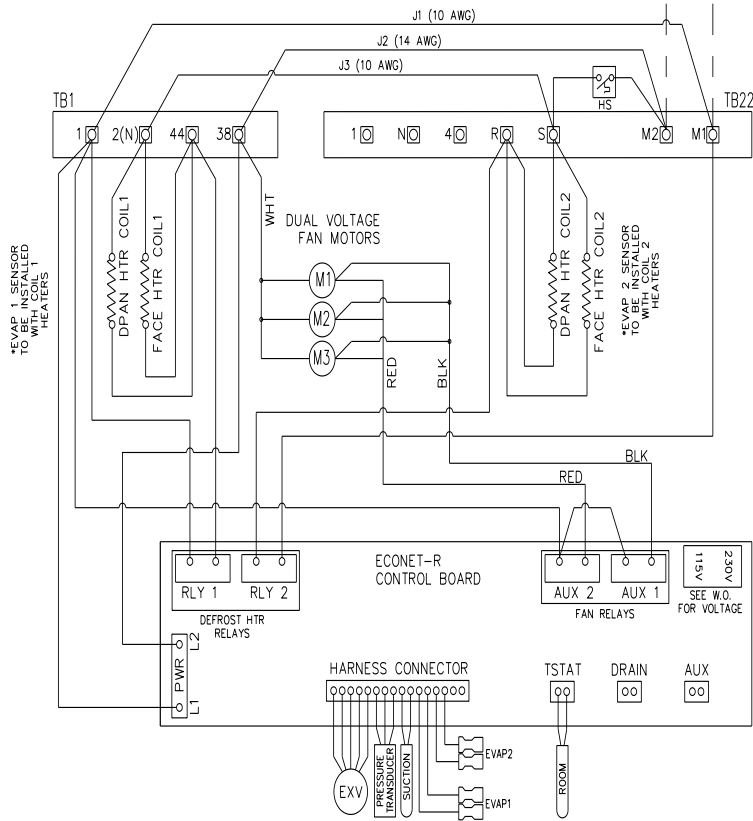 J1 (10 AWG)
J2 (14 AWG)
J3 (10 AWG)
HS
TB1
TB22
1
2(N)
44
38
1
N
4
R
S
M2
M1
WHT
DUAL VOLTAGE
FAN MOTORS
*EVAP 1 SENSOR
TO BE INSTALLED
WITH COIL 1
HEATERS
DPAN HTR COIL1
FACE HTR COIL1
M1
M2
M3
RED
BLK
DPAN HTR COIL2
FACE HTR COIL2
*EVAP 2 SENSOR
TO BE INSTALLED
WITH COIL 2
HEATERS
BLK
RED
ECONET-R
CONTROL BOARD
RLY 1
RLY 2
DEFROST HTR
RELAYS
AUX 2
AUX 1
FAN RELAYS
230V
115V
SEE W.O.
FOR VOLTAGE
PWR
L2
L1
HARNESS CONNECTOR
TSTAT
DRAIN
AUX
EXV
PRESSURE
TRANSDUCER
SUCTION
EVAP2
EVAP1
ROOM